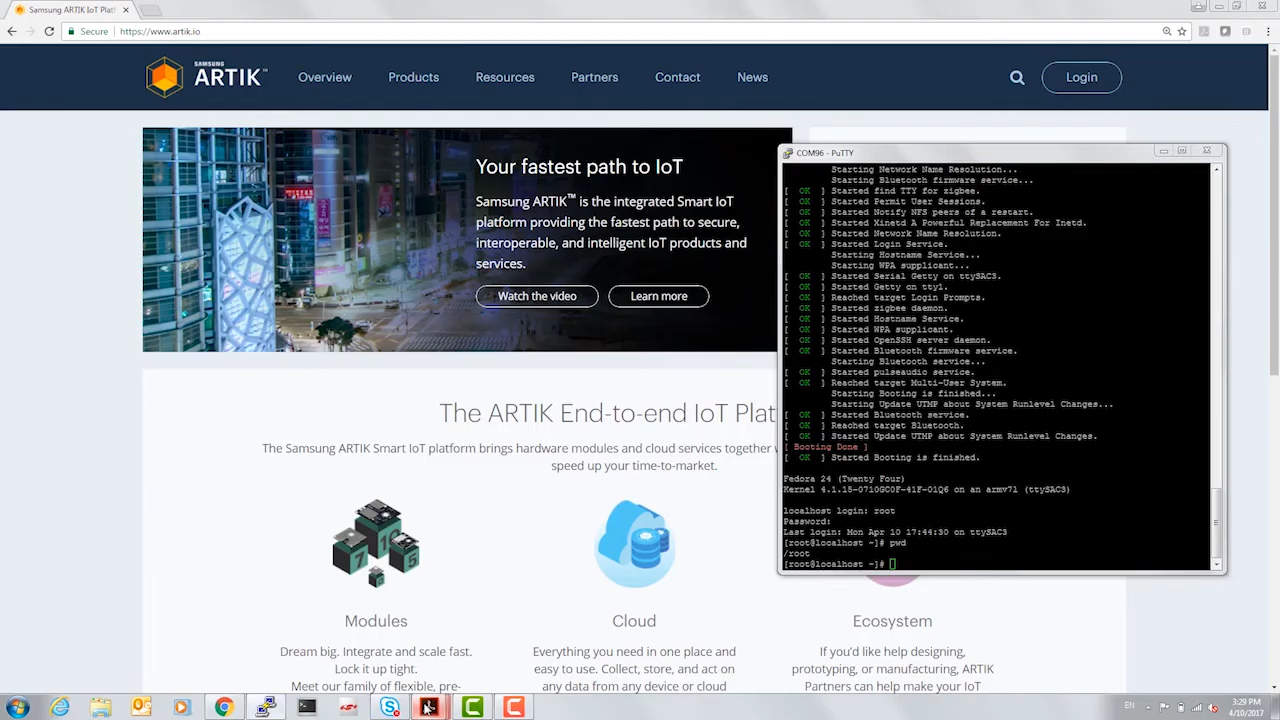 Samsung ARTIK IoT Platf
Secure
https://www.artik.io
SAMSUNG
ARTIK™
Overview
Products
Resources
Partners
Contact
News
Login
Your fastest path to IoT
Samsung ARTIK™ is the integrated Smart IoT
platform providing the fastest path to secure,
interoperable, and intelligent IoT products and
services.
Watch the video
Learn more
The ARTIK End-to-end IoT Plat
The Samsung ARTIK Smart IoT platform brings hardware modules and cloud services together
speed up your time-to-market.
Modules
Dream big. Integrate and scale fast.
Lock it up tight.
Meet our family of flexible, pre-
Cloud
Everything you need in one place and
easy to use. Collect, store, and act on
any data from any device or cloud
Ecosystem
If you'd like help designing,
prototyping, or manufacturing, ARTIK
Partners can help make your IoT
COM96 - PuTTY
Starting Network Name Resolution...
Starting Bluetooth firmware service...
[ OK ] Started find TTY for zigbee.
[ OK ] Started Permit User Sessions.
[ OK ] Started Notify NFS peers of a restart.
[ OK ] Started Xinetd A Powerful Replacement For Inetd.
[ OK ] Started Network Name Resolution.
[ OK ] Started Login Service.
Starting Hostname Service...
Starting WPA supplicant...
[ OK ] Started Serial Getty on ttySAC3.
[ OK ] Started Getty on tty1.
[ OK ] Reached target Login Prompts.
[ OK ] Started zigbee daemon.
[ OK ] Started Hostname Service.
[ OK ] Started WPA supplicant.
[ OK ] Started OpenSSH server daemon.
[ OK ] Started Bluetooth firmware service.
Starting Bluetooth service...
[ OK ] Started pulseaudio service.
[ OK ] Reached target Multi-User System.
Starting Booting is finished...
Starting Update UTMP about System Runlevel Changes...
[ OK ] Started Bluetooth service.
[ OK ] Reached target Bluetooth.
[ OK ] Started Update UTMP about System Runlevel Changes.
[ Booting Done ]
[ OK ] Started Booting is finished.
Fedora 24 (Twenty Four)
Kernel 4.1.15-0710GC0F-41F-01Q6 on an armv7l (ttySAC3)
localhost login: root
Password:
Last login: Mon Apr 10 17:44:30 on ttySAC3
[root@localhost ~]# pwd
/root
[root@localhost ~]#
EN
3:29 PM
4/10/2017